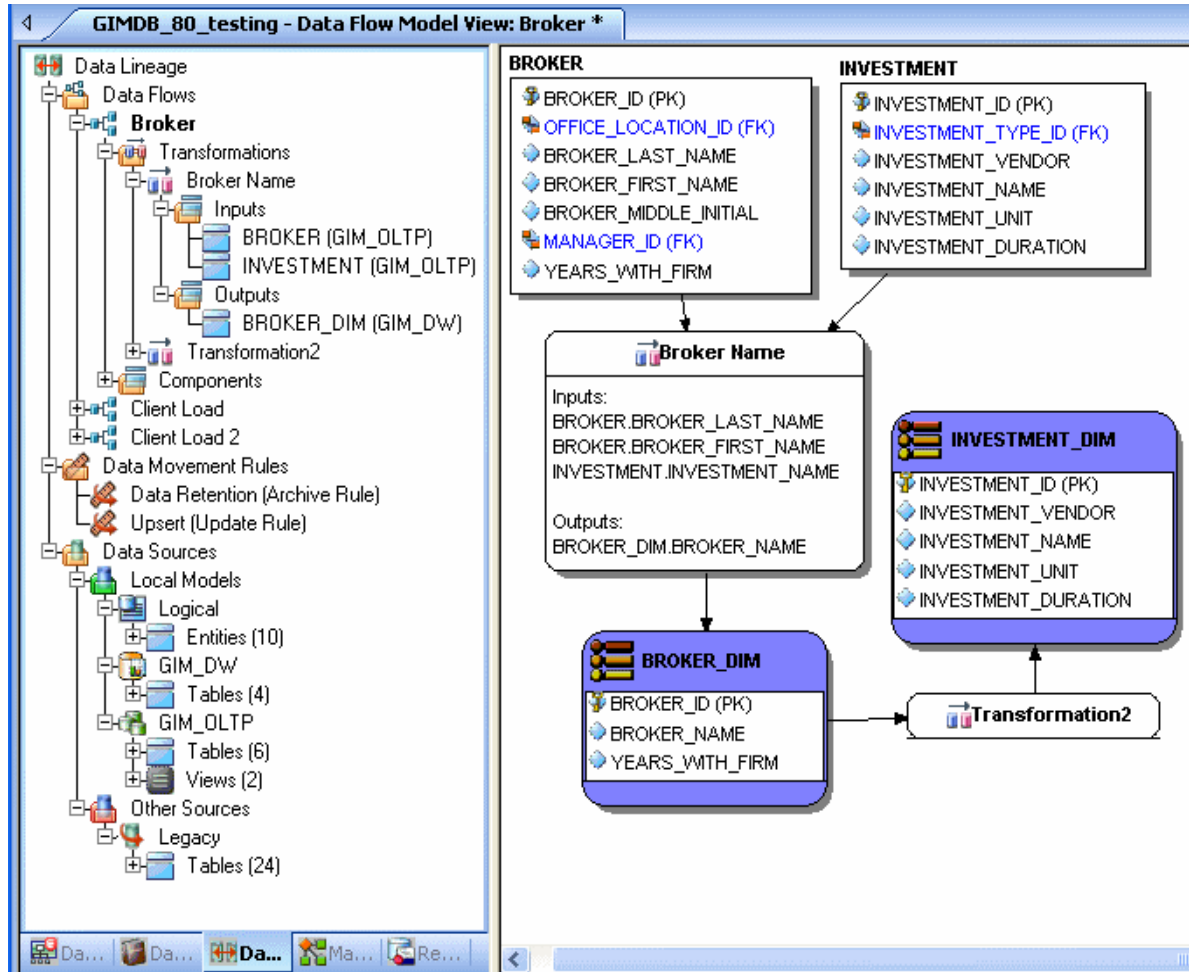 GIMDB_80_testing - Data Flow Model View: Broker *
Data Lineage
Data Flows
Broker
Transformations
Broker Name
Inputs
BROKER (GIM_OLTP)
INVESTMENT (GIM_OLTP)
Outputs
BROKER_DIM (GIM_DW)
Transformation2
Components
Client Load
Client Load 2
Data Movement Rules
Data Retention (Archive Rule)
Upsert (Update Rule)
Data Sources
Local Models
Logical
Entities (10)
GIM_DW
Tables (4)
GIM_OLTP
Tables (6)
Views (2)
Other Sources
Legacy
Tables (24)
Da...
Da...
Da...
Ma...
Re...
BROKER
BROKER_ID (PK)
OFFICE_LOCATION_ID (FK)
BROKER_LAST_NAME
BROKER_FIRST_NAME
BROKER_MIDDLE_INITIAL
MANAGER_ID (FK)
YEARS_WITH_FIRM
INVESTMENT
INVESTMENT_ID (PK)
INVESTMENT_TYPE_ID (FK)
INVESTMENT_VENDOR
INVESTMENT_NAME
INVESTMENT_UNIT
INVESTMENT_DURATION
Broker Name
Inputs:
BROKER.BROKER_LAST_NAME
BROKER.BROKER_FIRST_NAME
INVESTMENT.INVESTMENT_NAME
Outputs:
BROKER_DIM.BROKER_NAME
INVESTMENT_DIM
INVESTMENT_ID (PK)
INVESTMENT_VENDOR
INVESTMENT_NAME
INVESTMENT_UNIT
INVESTMENT_DURATION
BROKER_DIM
BROKER_ID (PK)
BROKER_NAME
YEARS_WITH_FIRM
Transformation2